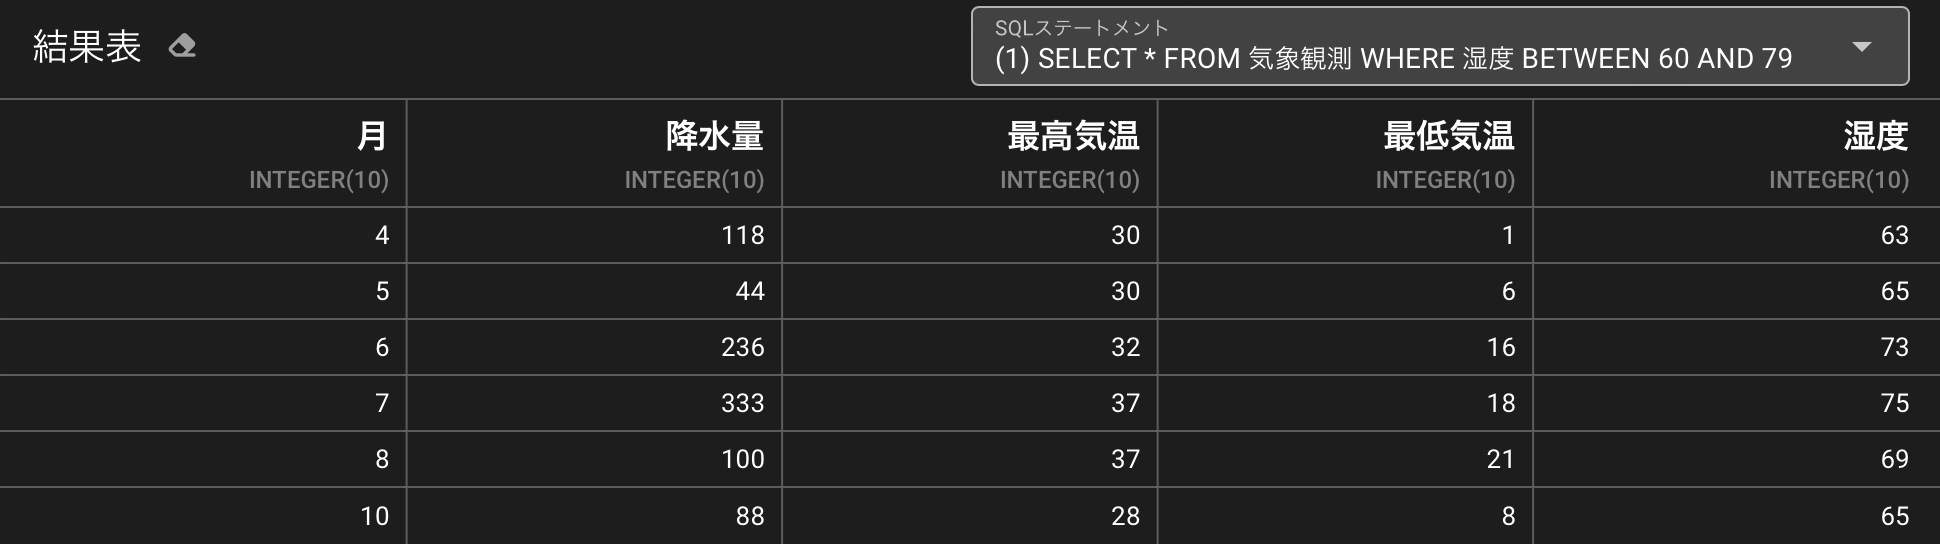 結果表
SQLステートメント
(1) SELECT * FROM 気象観測 WHERE 湿度 BETWEEN 60 AND 79
月 降水量 最高気温 最低気温 湿度
INTEGER(10) INTEGER(10) INTEGER(10) INTEGER(10) INTEGER(10)
4 118 30 1 63
5 44 30 6 65
6 236 32 16 73
7 333 37 18 75
8 100 37 21 69
10 88 28 8 65